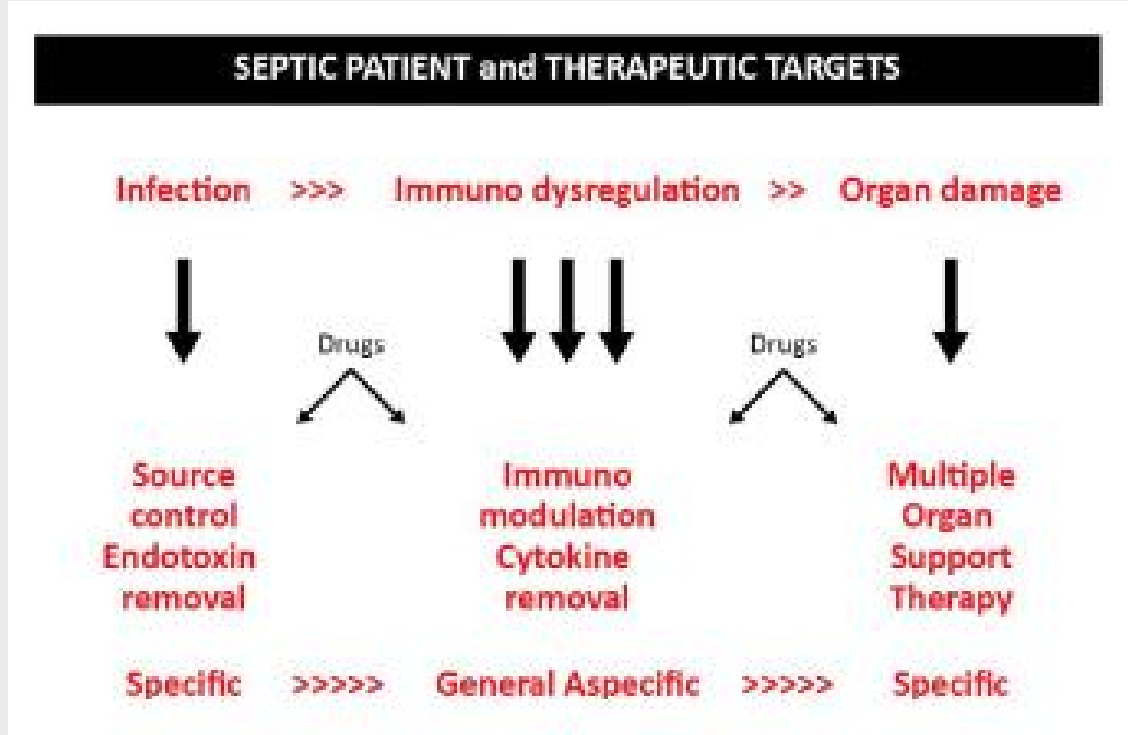 SEPTIC PATIENT and THERAPEUTIC TARGETS
Infection >>> Immuno dysregulation >> Organ damage
Drugs Drugs
Source Immuno Multiple
control modulation Organ
Endotoxin Cytokine Support
removal removal Therapy
Specific >>>>> General Aspecific >>>>> Specific